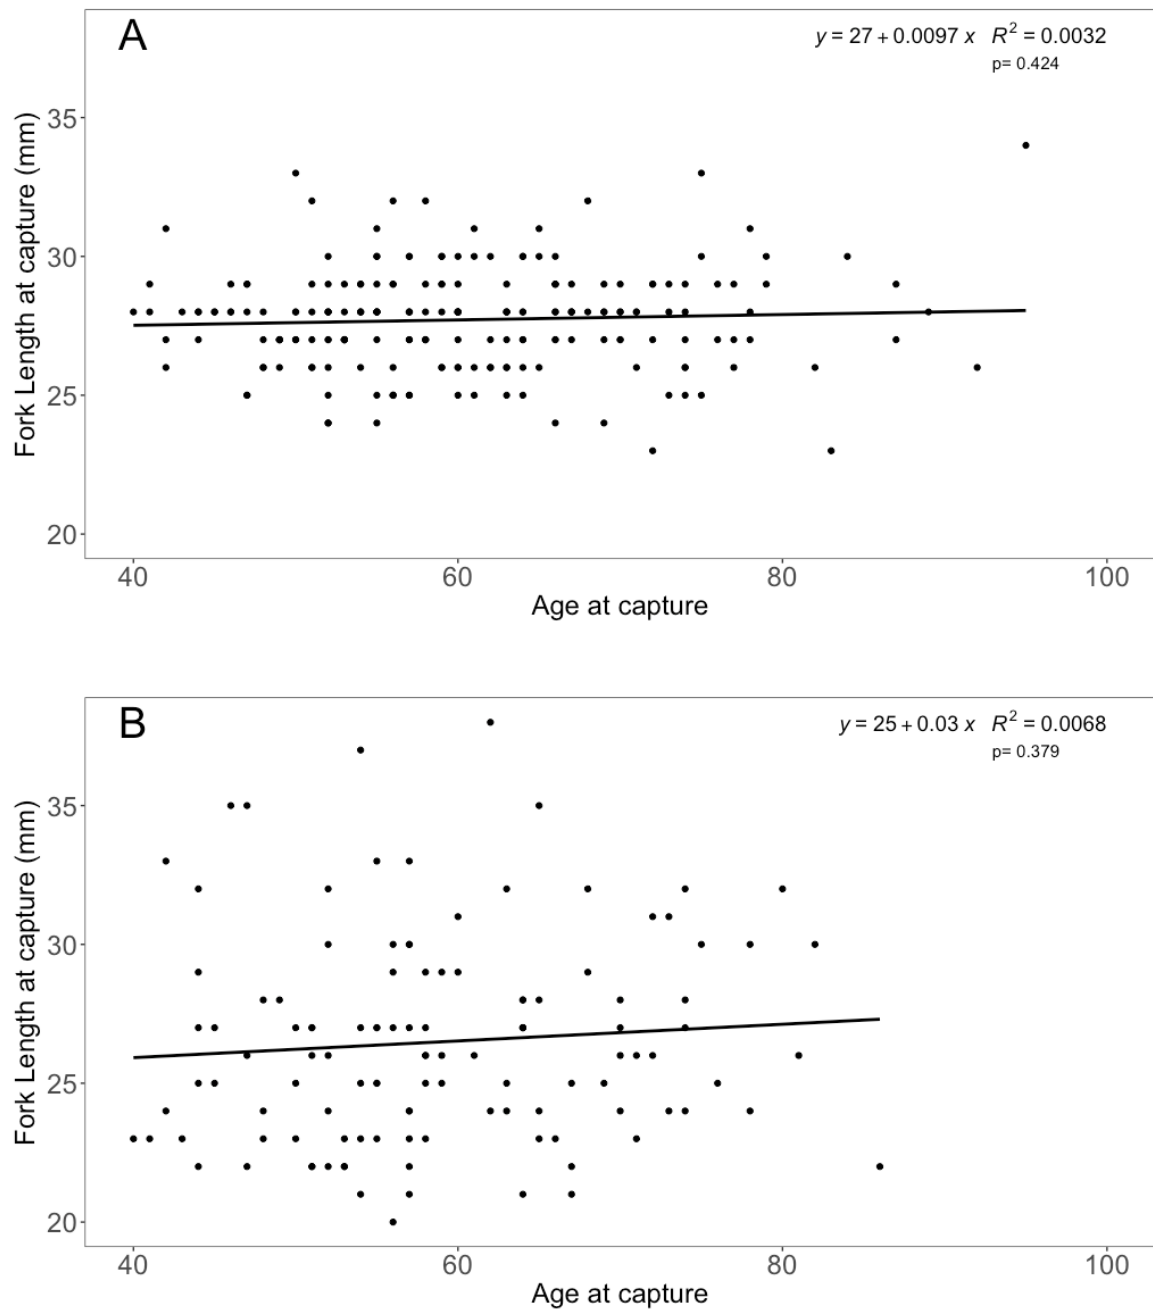 A
y = 27 + 0.0097 x R² = 0.0032
p= 0.424
35
30
25
20
Fork Length at capture (mm)
40 60 80 100
Age at capture
B
y = 25 + 0.03 x R² = 0.0068
p= 0.379
35
30
25
20
Fork Length at capture (mm)
40 60 80 100
Age at capture